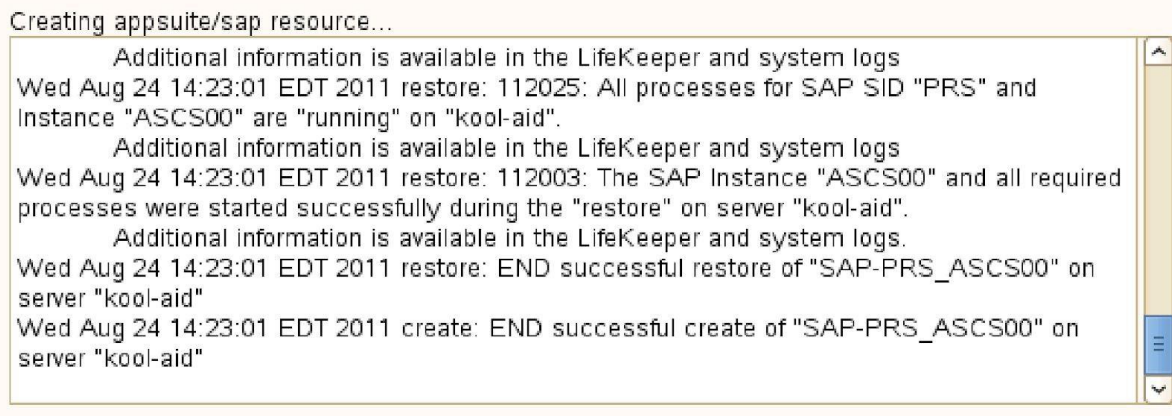 Creating appsuite/sap resource...
Additional information is available in the LifeKeeper and system logs
Wed Aug 24 14:23:01 EDT 2011 restore: 112025: All processes for SAP SID "PRS" and
Instance "ASCS00" are "running" on "kool-aid".
Additional information is available in the LifeKeeper and system logs
Wed Aug 24 14:23:01 EDT 2011 restore: 112003: The SAP Instance "ASCS00" and all required
processes were started successfully during the "restore" on server "kool-aid".
Additional information is available in the LifeKeeper and system logs.
Wed Aug 24 14:23:01 EDT 2011 restore: END successful restore of "SAP-PRS_ASCS00" on
server "kool-aid"
Wed Aug 24 14:23:01 EDT 2011 create: END successful create of "SAP-PRS_ASCS00" on
server "kool-aid"